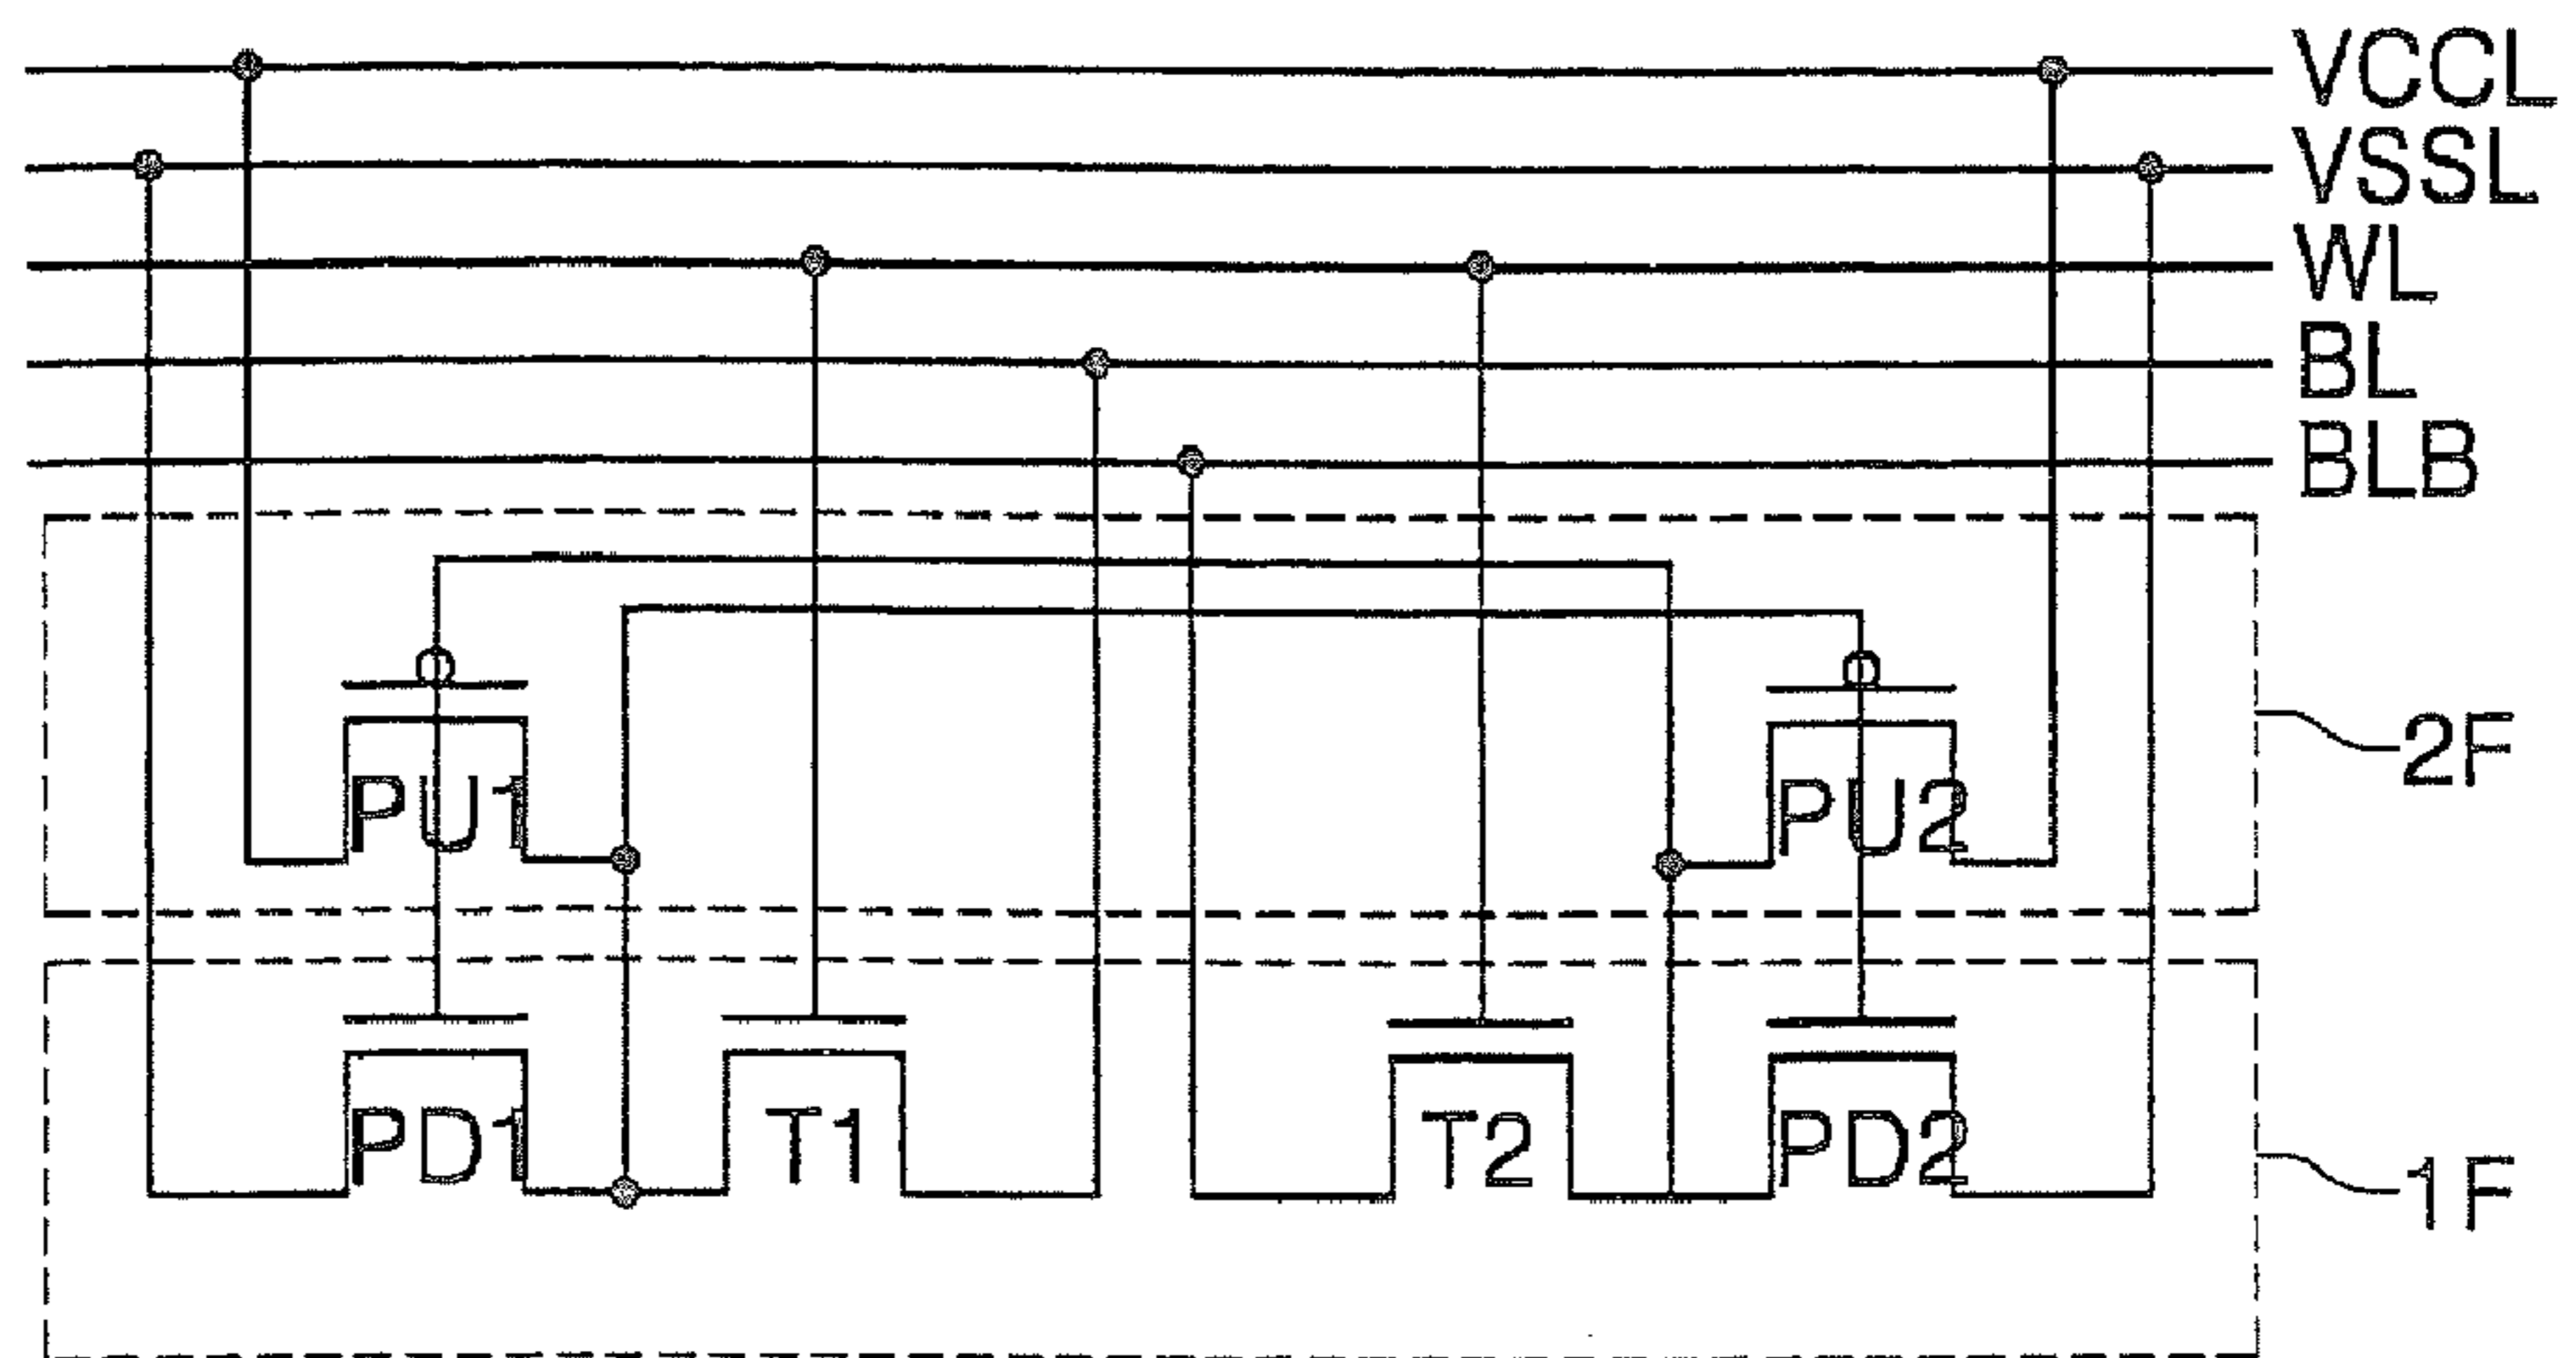 VCCL
VSSL
WL
BL
BLB
PU1
PU2
2F
PD1
T1
T2
PD2
1F